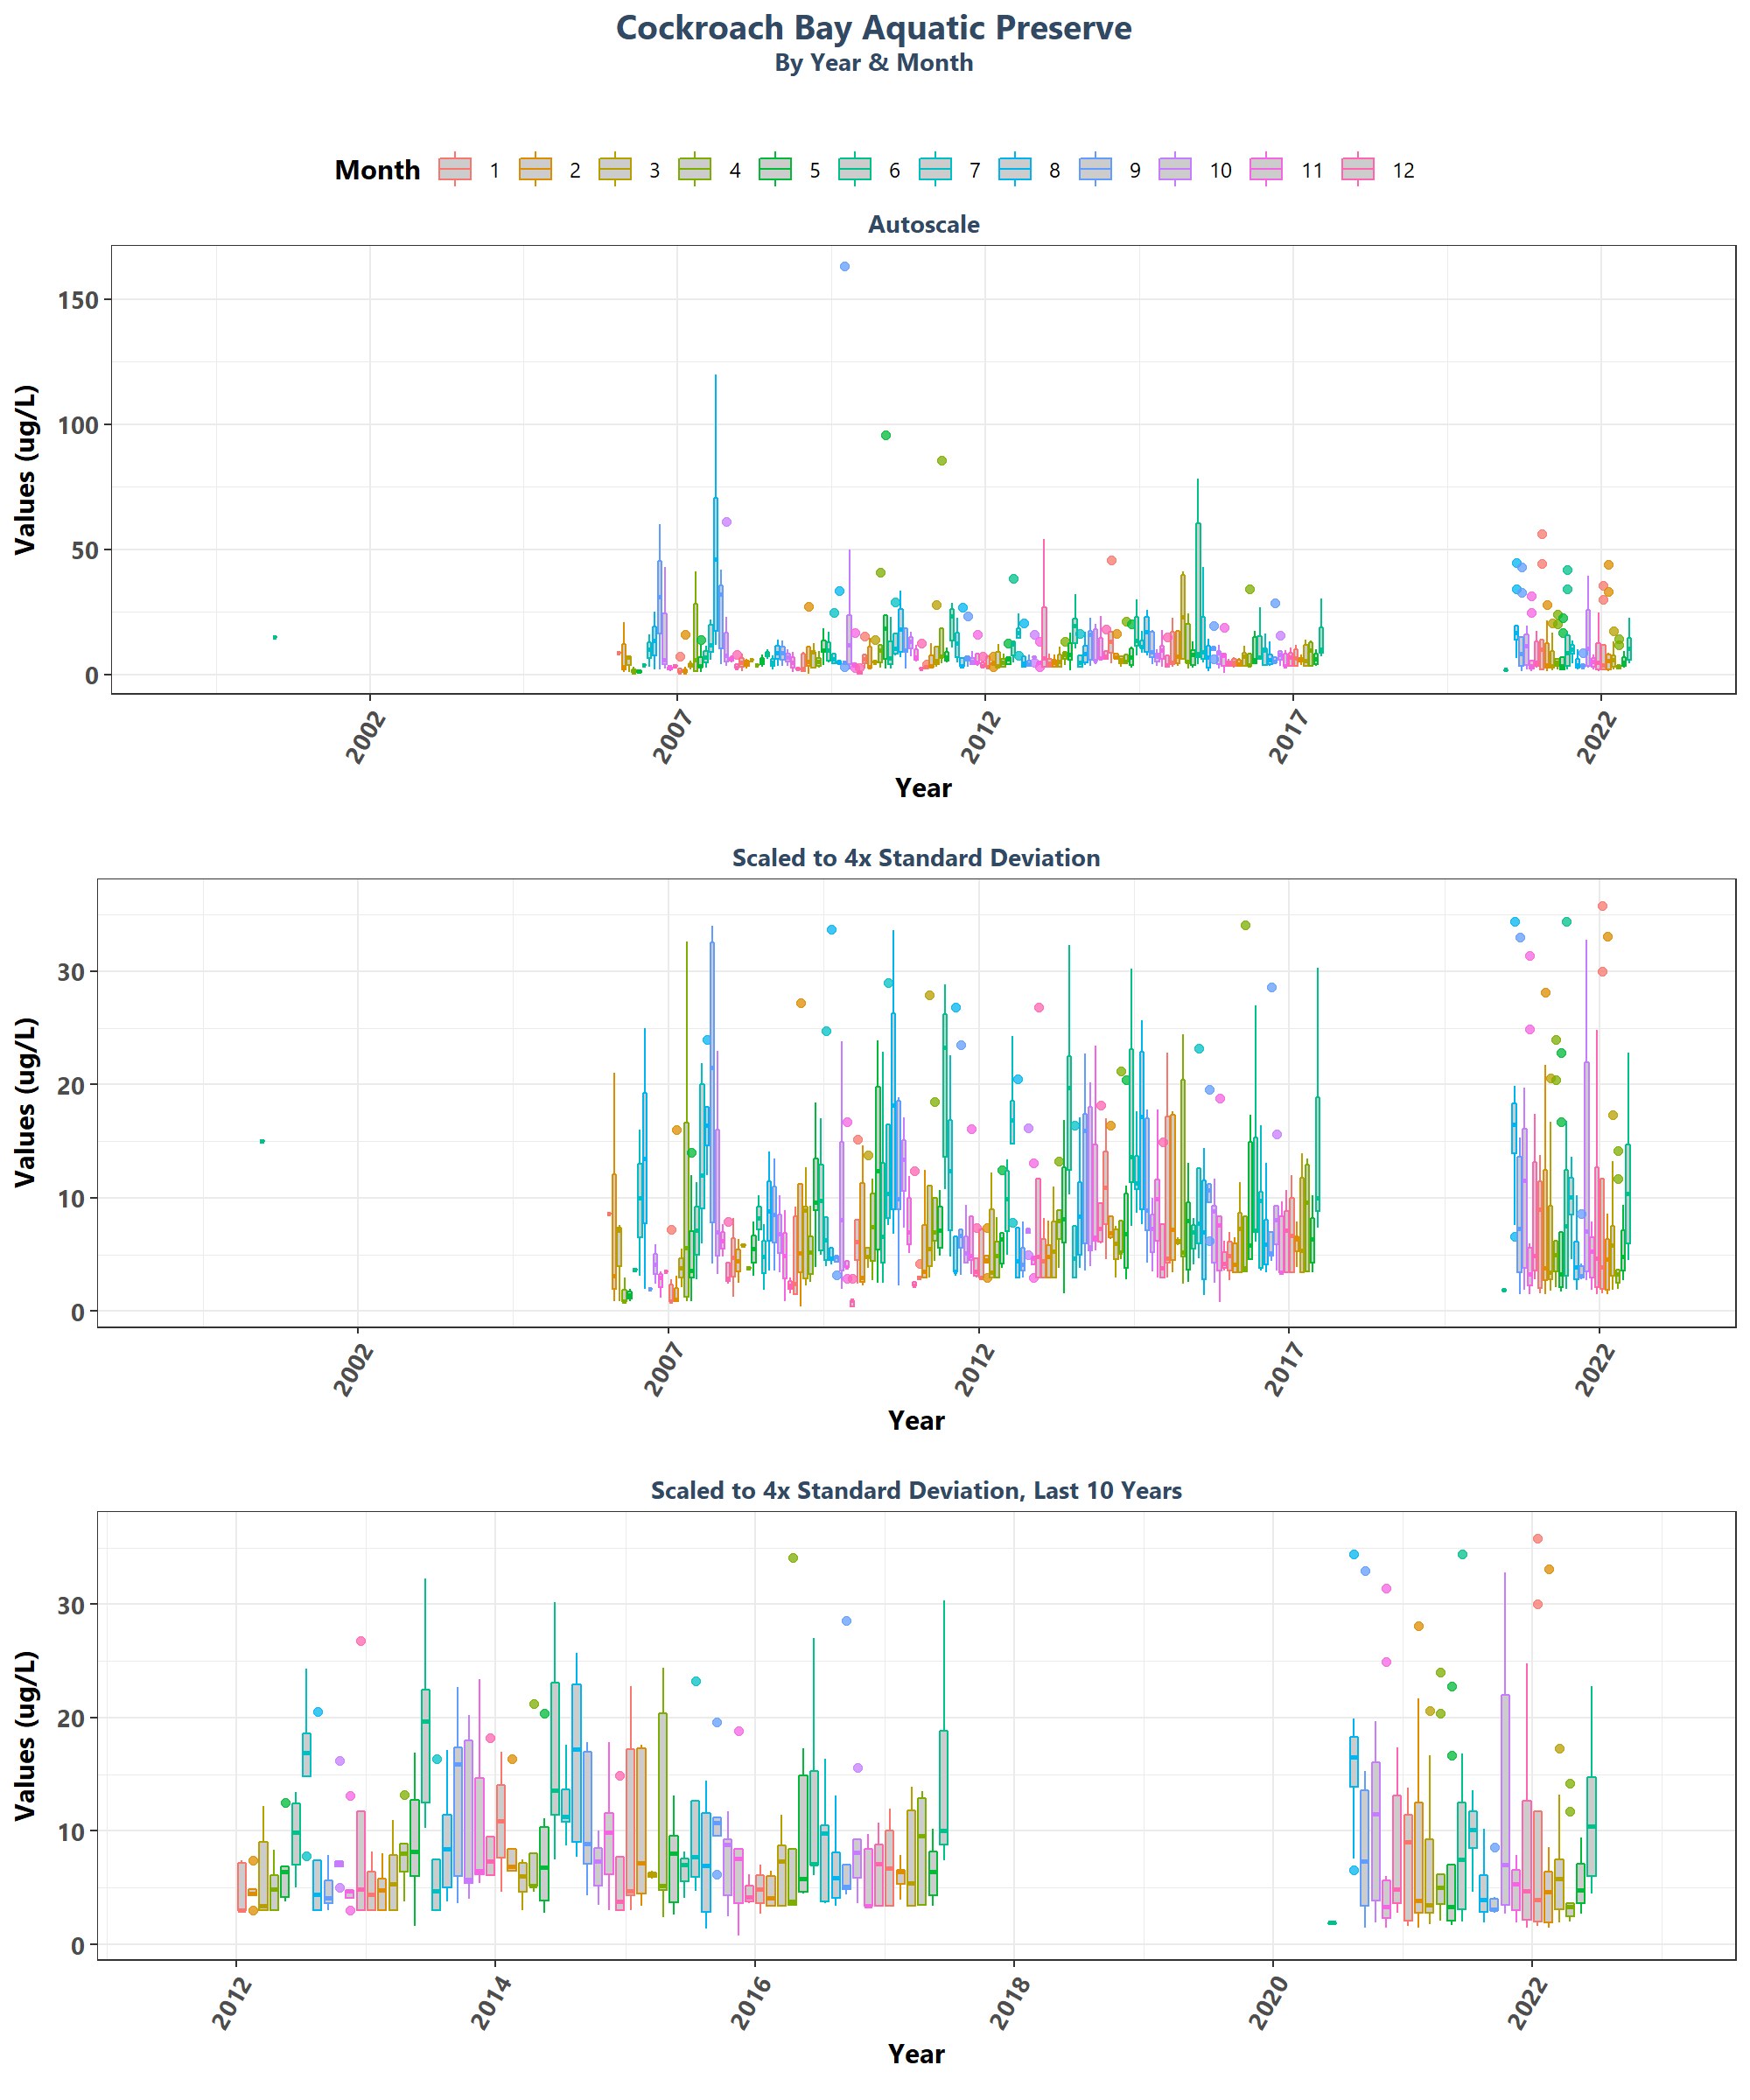 Cockroach Bay Aquatic Preserve
By Year & Month
Month 1 2 3 4 5 6 7 8 9 10 11 12
Autoscale
Values (ug/L)
150
100
50
0
2002 2007 2012 2017 2022
Year
Scaled to 4x Standard Deviation
Values (ug/L)
30
20
10
0
2002 2007 2012 2017 2022
Year
Scaled to 4x Standard Deviation, Last 10 Years
Values (ug/L)
30
20
10
0
2012 2014 2016 2018 2020 2022
Year